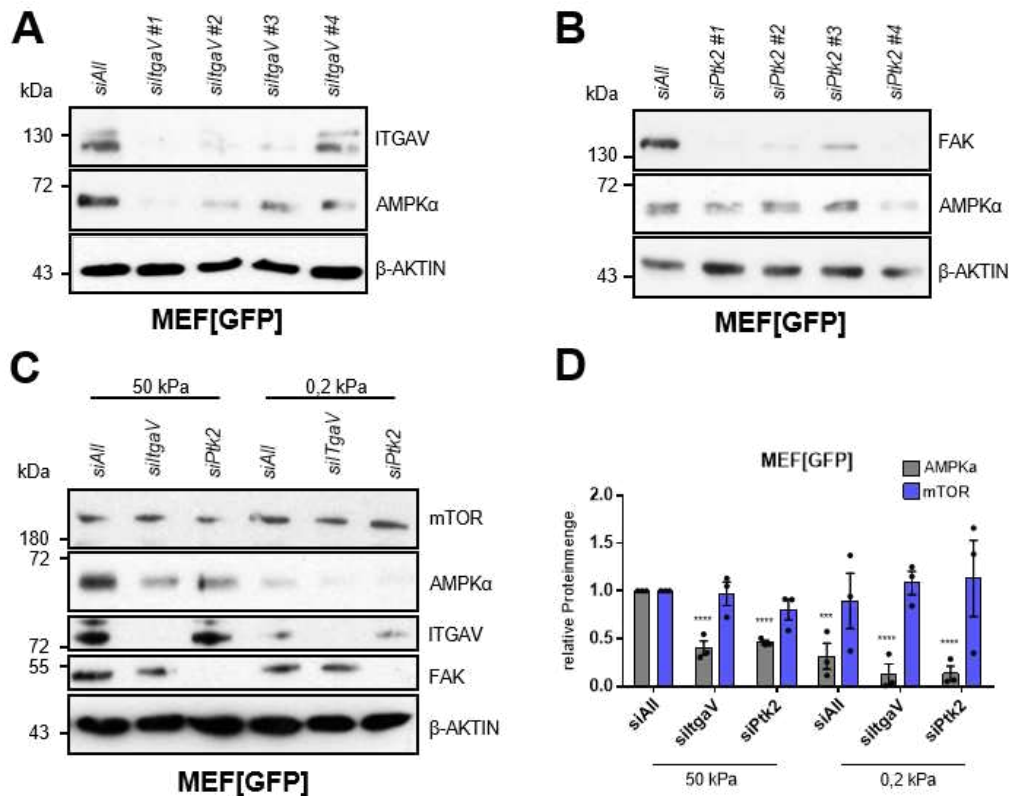 A
siAll
siItgaV #1
siItgaV #2
siItgaV #3
siItgaV #4
kDa
130
ITGAV
72
AMPKα
43
β-AKTIN
MEF[GFP]
B
siAll
siPtk2 #1
siPtk2 #2
siPtk2 #3
siPtk2 #4
kDa
130
FAK
72
AMPKα
43
β-AKTIN
MEF[GFP]
C
50 kPa
0,2 kPa
siAll
siItgaV
siPtk2
siAll
siTgaV
siPtk2
kDa
mTOR
180
72
AMPKα
ITGAV
72
55
FAK
β-AKTIN
43
MEF[GFP]
D
MEF[GFP]
AMPKa
mTOR
relative Proteinmenge
2.0
1.5
1.0
0.5
0.0
****
****
***
****
****
siAll
siItgaV
siPtk2
siAll
siItgaV
siPtk2
50 kPa
0,2 kPa